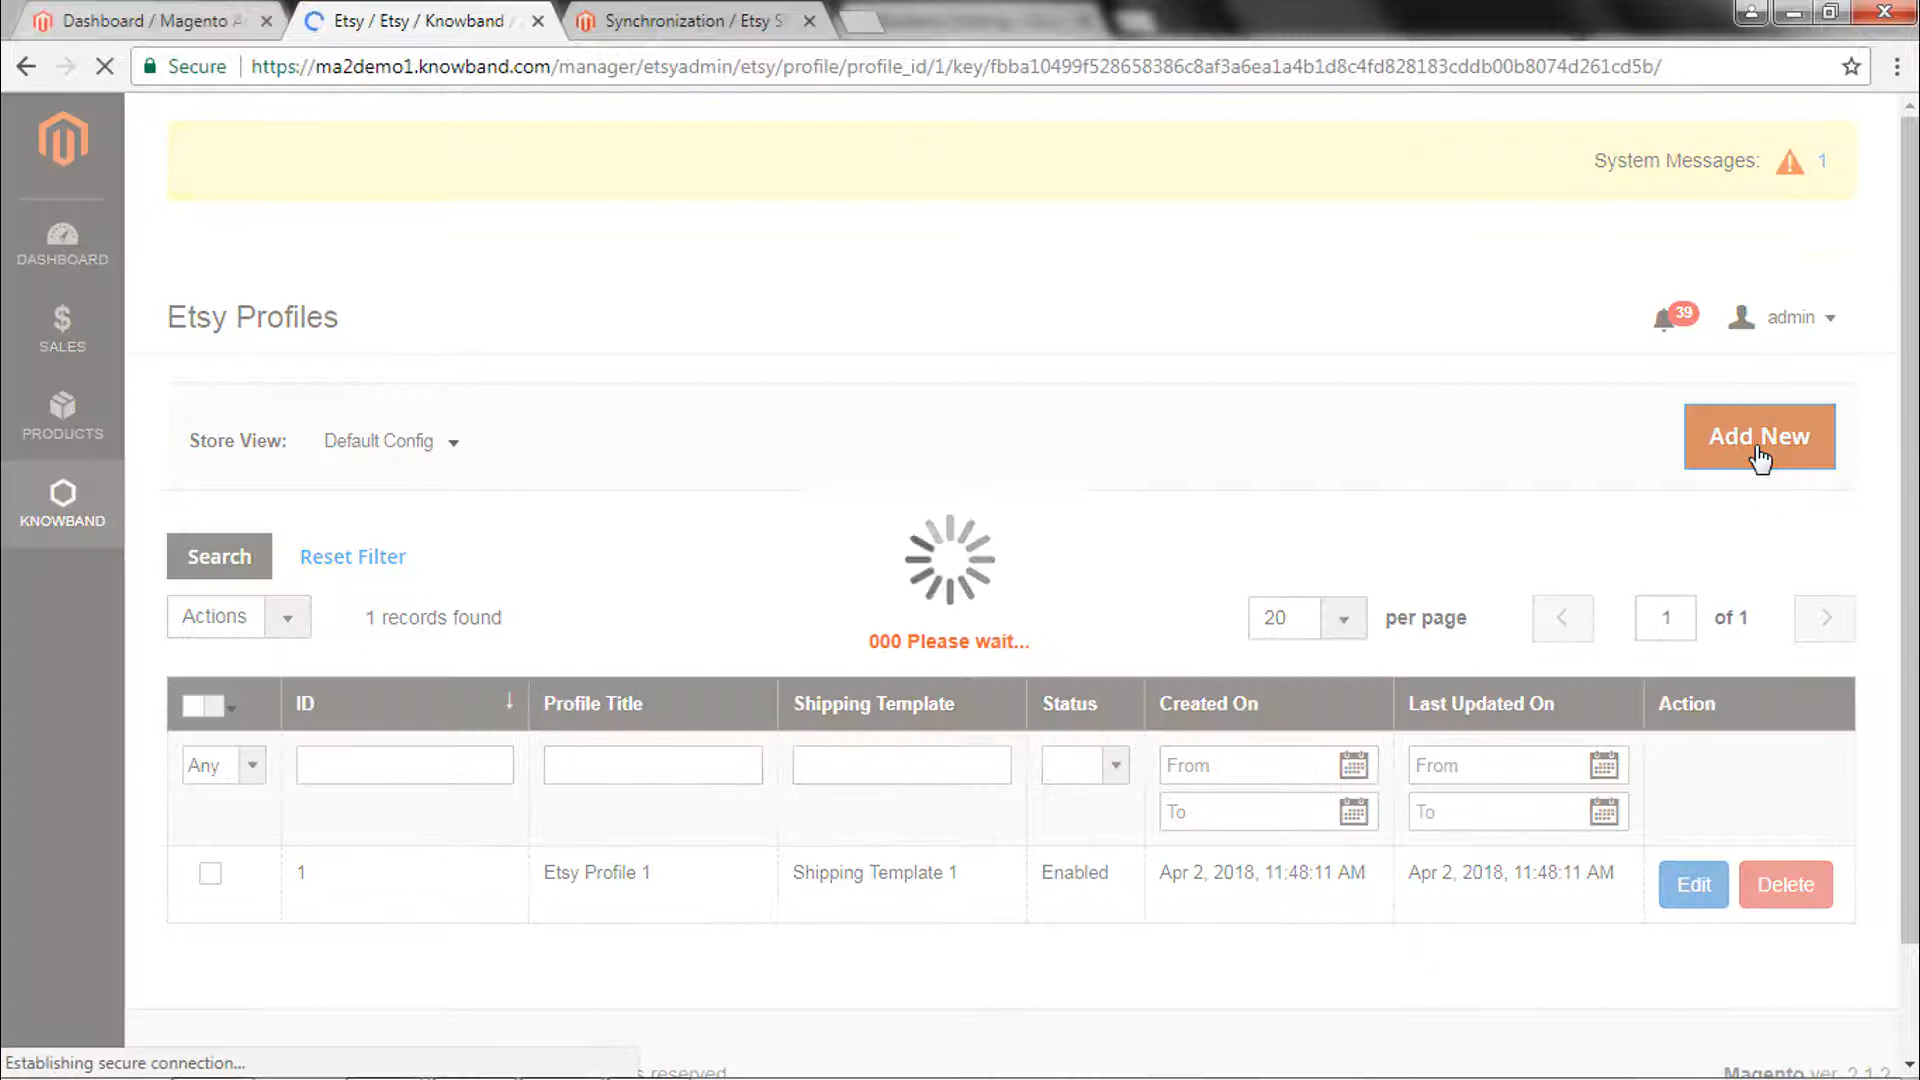 Dashboard / Magento A
Etsy / Etsy / Knowband /
Synchronization / Etsy S
Secure
https://ma2demo1.knowband.com/manager/etsyadmin/etsy/profile/profile_id/1/key/fbba10499f528658386c8af3a6ea1a4b1d8c4fd828183cddb00b8074d261cd5b/
System Messages: 1
DASHBOARD
SALES
PRODUCTS
KNOWBAND
Etsy Profiles
39
admin
Store View: Default Config
Add New
Search Reset Filter
Actions 1 records found
20 per page 1 of 1
000 Please wait...
ID Profile Title Shipping Template Status Created On Last Updated On Action
Any From From
To To
1 Etsy Profile 1 Shipping Template 1 Enabled Apr 2, 2018, 11:48:11 AM Apr 2, 2018, 11:48:11 AM Edit Delete
Establishing secure connection...
s reserved.
Magento ver. 2.1.2